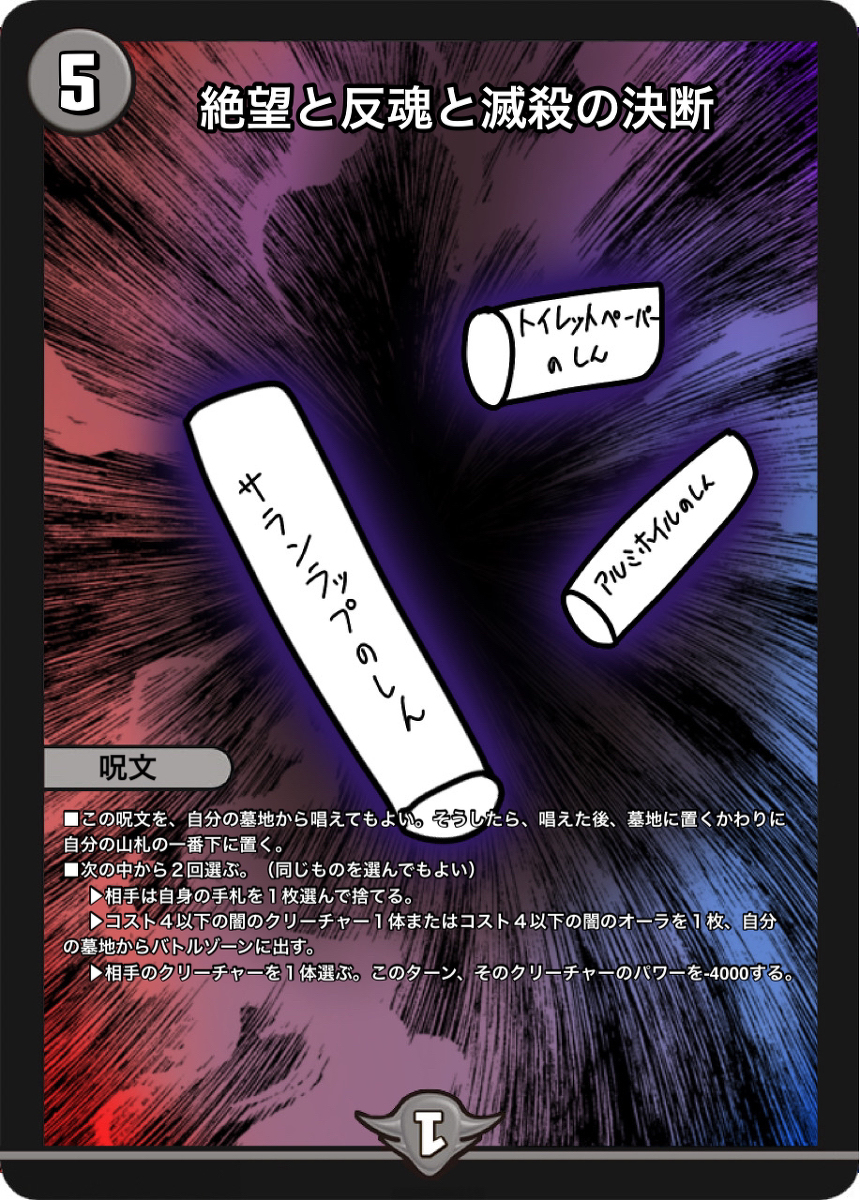 5
絶望と反魂と滅殺の決断
トイレットペーパー
のしん
サランラップのしん
アルミホイルのしん
呪文
■この呪文を、自分の墓地から唱えてもよい。そうしたら、唱えた後、墓地に置くかわりに
自分の山札の一番下に置く。
■次の中から２回選ぶ。（同じものを選んでもよい）
▶相手は自身の手札を１枚選んで捨てる。
▶コスト４以下の闇のクリーチャー１体またはコスト４以下の闇のオーラを１枚、自分
の墓地からバトルゾーンに出す。
▶相手のクリーチャーを１体選ぶ。このターン、そのクリーチャーのパワーを-4000する。
1